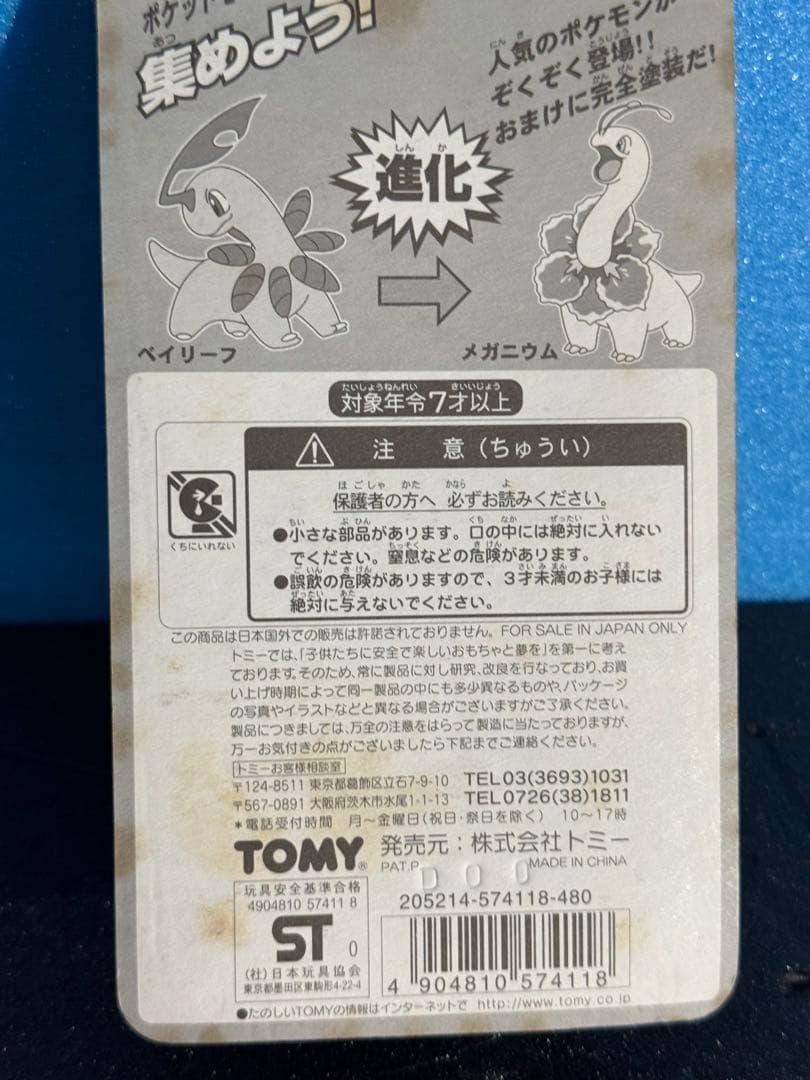 ポケット
集めよう!
人気のポケモンが
ぞくぞく登場!!
おまけに完全塗装だ!
進化
ベイリーフ
メガニウム
対象年令7才以上
注 意(ちゅうい)
くちにいれない
保護者の方へ 必ずお読みください。
●小さな部品があります。口の中には絶対に入れない
でください。窒息などの危険があります。
●誤飲の危険がありますので、3才未満のお子様には
絶対に与えないでください。
この商品は日本国外での販売は許諾されておりません。FOR SALE IN JAPAN ONLY
トミーでは、「子供たちに安全で楽しいおもちゃと夢を」を第一に考え
ております。そのため、常に製品に対し研究、改良を行なっており、お買
い上げ時期によって同一製品の中にも多少異なるものや、パッケージ
の写真やイラストなどと異なる場合がございますがご了承ください。
製品につきましては、万全の注意をはらって製造に当たっておりますが、
万一お気付きの点がございましたら下記までご連絡ください。
トミーお客様相談室
〒124-8511 東京都葛飾区立石7-9-10 TEL03(3693)1031
〒567-0891 大阪府茨木市水尾1-1-13 TEL0726(38)1811
*電話受付時間 月〜金曜日(祝日・祭日を除く) 10〜17時
TOMY® 発売元:株式会社トミー
PAT.P D00 MADE IN CHINA
玩具安全基準合格
4904810 57411 8
ST 0
(社)日本玩具協会
東京都墨田区東駒形4-22-4
205214-574118-480
4 904810 574118
●たのしいTOMYの情報はインターネットで http://www.tomy.co.jp